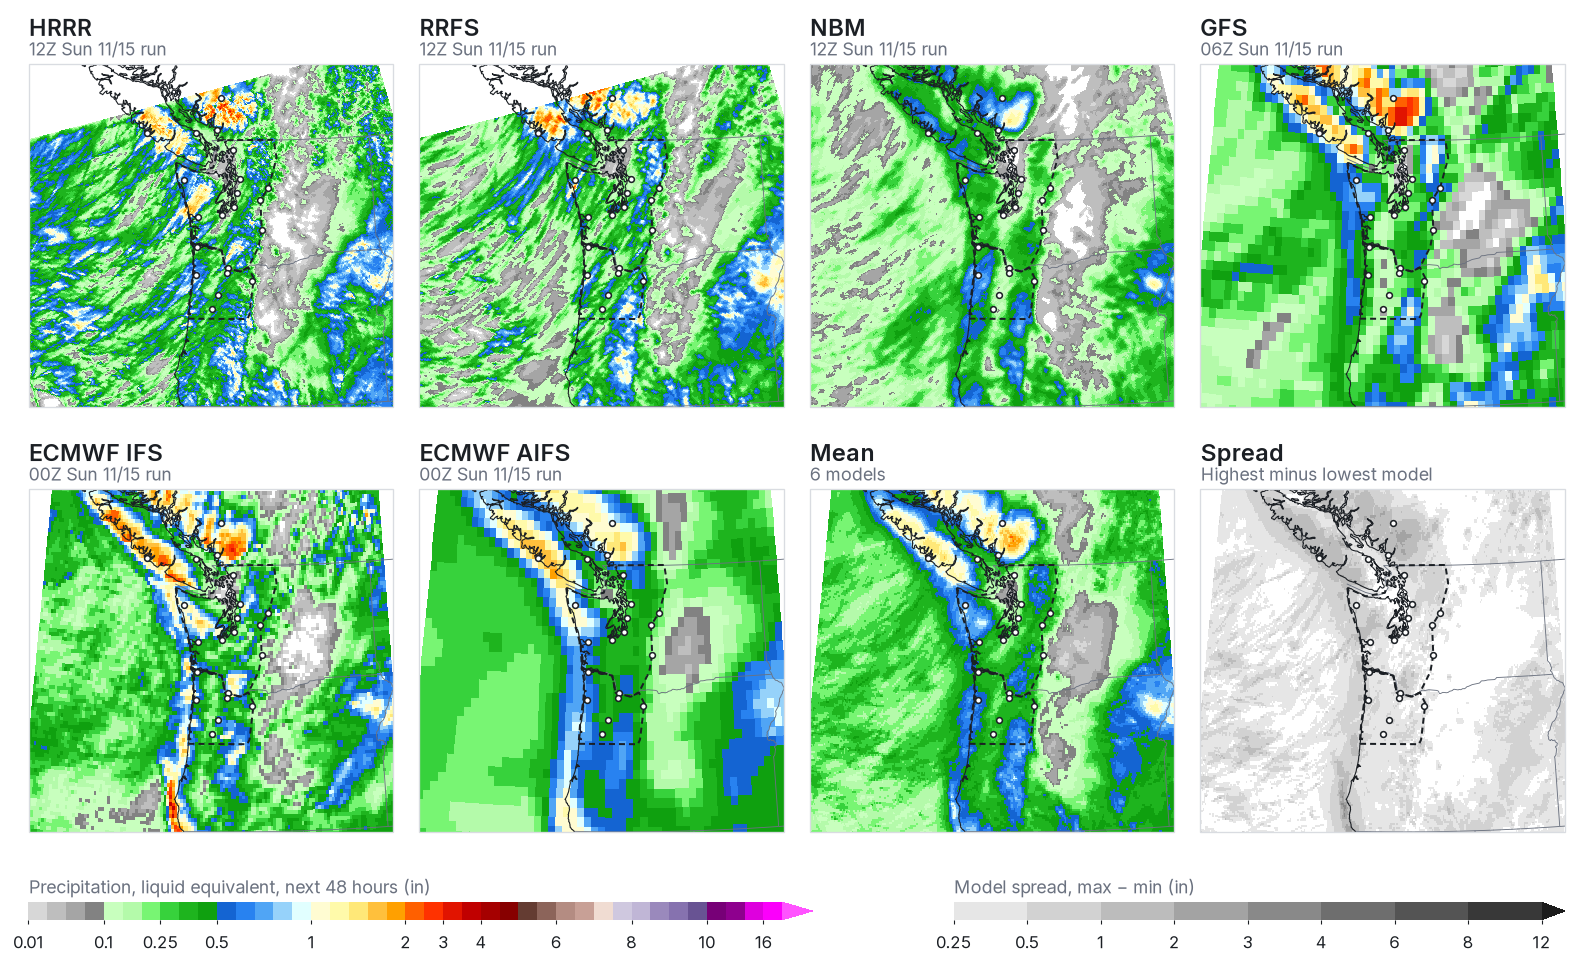 HRRR
12Z Sun 11/15 run
RRFS
12Z Sun 11/15 run
NBM
12Z Sun 11/15 run
GFS
06Z Sun 11/15 run
ECMWF IFS
00Z Sun 11/15 run
ECMWF AIFS
00Z Sun 11/15 run
Mean
6 models
Spread
Highest minus lowest model
Precipitation, liquid equivalent, next 48 hours (in)
0.01 0.1 0.25 0.5 1 2 3 4 6 8 10 16
Model spread, max − min (in)
0.25 0.5 1 2 3 4 6 8 12